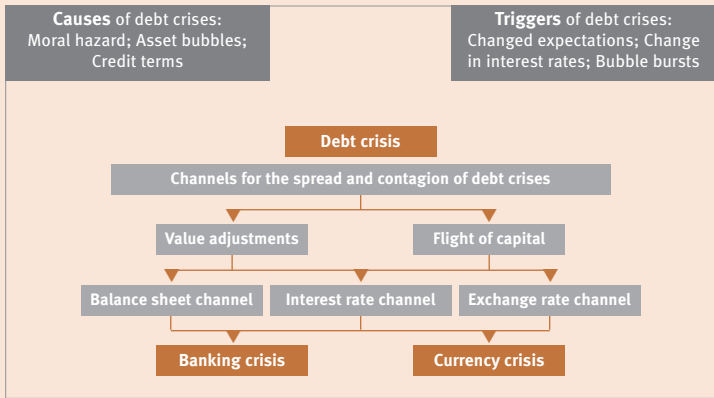 Causes of debt crises:
Moral hazard; Asset bubbles;
Credit terms
Triggers of debt crises:
Changed expectations; Change
in interest rates; Bubble bursts
Debt crisis
Channels for the spread and contagion of debt crises
Value adjustments
Flight of capital
Balance sheet channel
Interest rate channel
Exchange rate channel
Banking crisis
Currency crisis